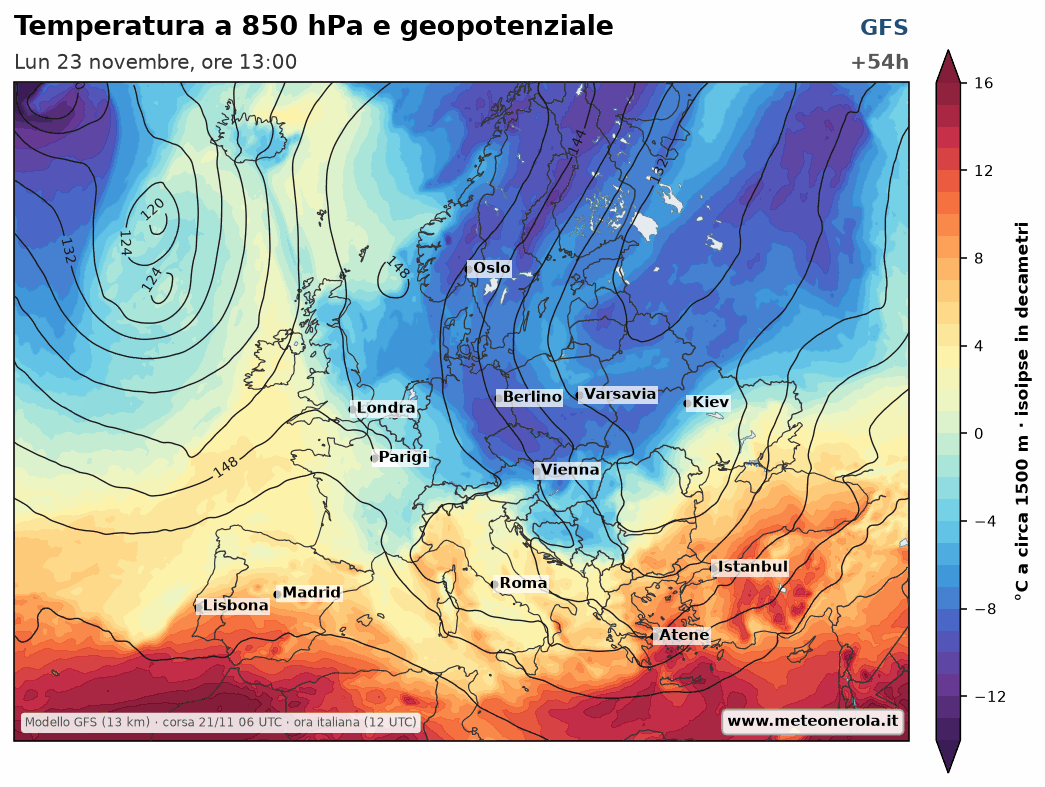 Temperatura a 850 hPa e geopotenziale
GFS
Lun 23 novembre, ore 13:00
+54h
16
12
8
4
0
−4
−8
−12
°C a circa 1500 m · isoipse in decametri
120
124
124
132
148
148
144
132
Oslo
Londra
Berlino
Varsavia
Kiev
Parigi
Vienna
Roma
Istanbul
Madrid
Lisbona
Atene
Modello GFS (13 km) · corsa 21/11 06 UTC · ora italiana (12 UTC)
www.meteonerola.it